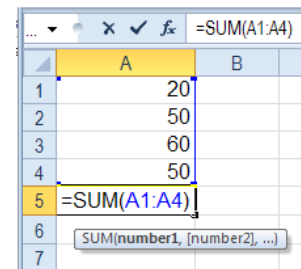 ... fx =SUM(A1:A4)
A B
1 20
2 50
3 60
4 50
5 =SUM(A1:A4)
6 SUM(number1, [number2], ...)
7